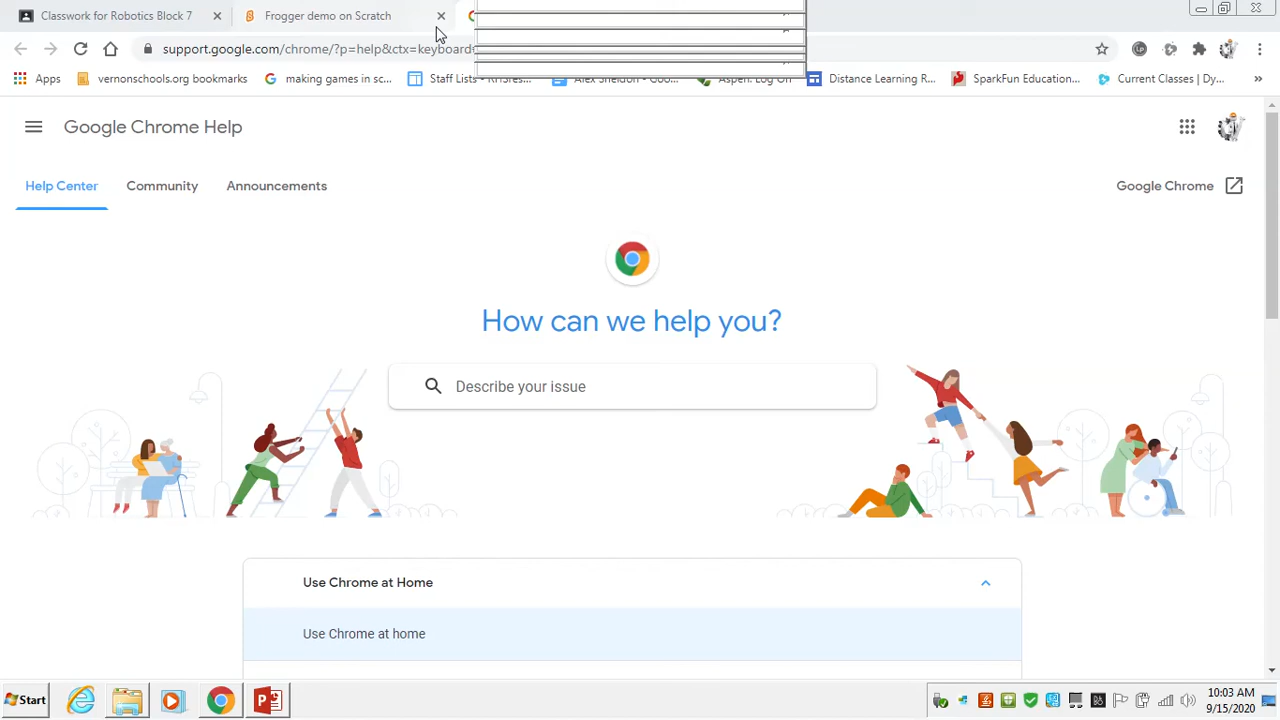 Classwork for Robotics Block 7
Frogger demo on Scratch
support.google.com/chrome/?p=help&ctx=keyboard
Apps
vernonschools.org bookmarks
making games in sc...
Staff Lists - RHSres...
Alex Sheldon - Goo...
Aspen: Log On
Distance Learning R...
SparkFun Education...
Current Classes | Dy...
»
Google Chrome Help
Help Center
Community
Announcements
Google Chrome
How can we help you?
Describe your issue
Use Chrome at Home
Use Chrome at home
Start
10:03 AM
9/15/2020